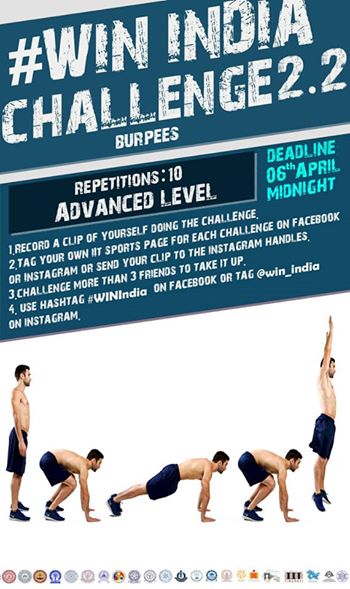 #WIN INDIA
CHALLENGE2.2
BURPEES
REPETITIONS:10
ADVANCED LEVEL
DEADLINE
06th APRIL
MIDNIGHT
1.RECORD A CLIP OF YOURSELF DOING THE CHALLENGE.
2.TAG YOUR OWN IIT SPORTS PAGE FOR EACH CHALLENGE ON FACEBOOK
OR INSTAGRAM OR SEND YOUR CLIP TO THE INSTAGRAM HANDLES.
3.CHALLENGE MORE THAN 3 FRIENDS TO TAKE IT UP.
4. USE HASHTAG #WINIndia ON FACEBOOK OR TAG @win_india
ON INSTAGRAM.